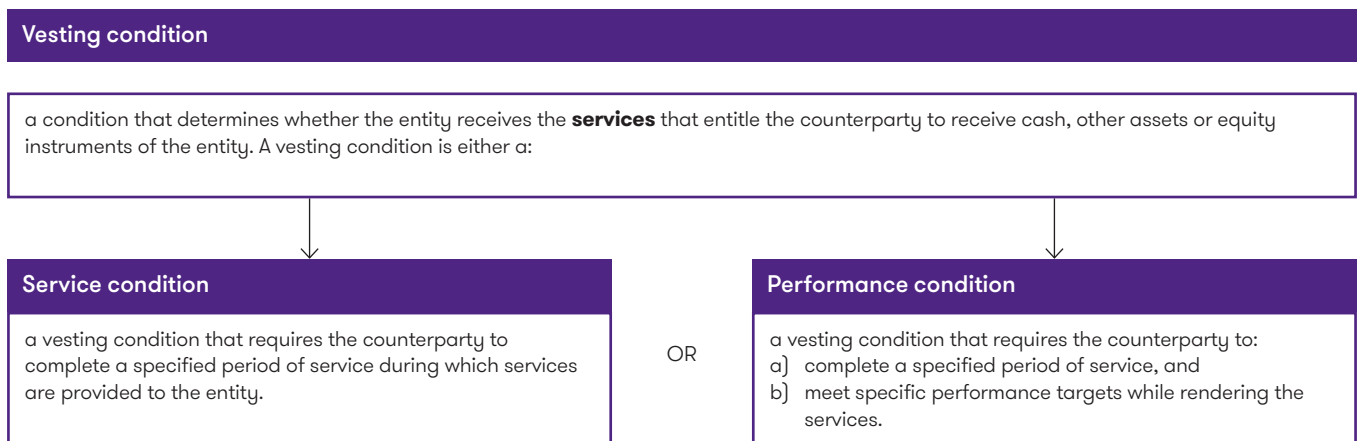 Vesting condition
a condition that determines whether the entity receives the services that entitle the counterparty to receive cash, other assets or equity
instruments of the entity. A vesting condition is either a:
Service condition
a vesting condition that requires the counterparty to
complete a specified period of service during which services
are provided to the entity.
OR
Performance condition
a vesting condition that requires the counterparty to:
a) complete a specified period of service, and
b) meet specific performance targets while rendering the
services.